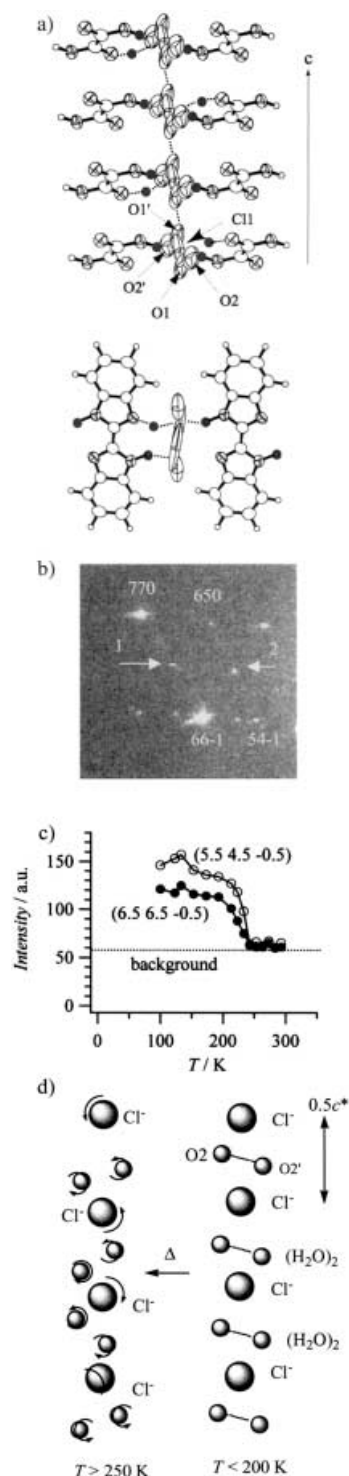 a)
c
O1'
Cl1
O2'
O2
O1
b)
770
650
1
2
66-1
54-1
c)
150
100
50
0
Intensity / a.u.
(5.5 4.5 -0.5)
(6.5 6.5 -0.5)
background
0
100
200
300
T / K
d)
0.5c*
Cl⁻
Cl⁻
O2
O2'
Cl⁻
Cl⁻
Δ
(H₂O)₂
Cl⁻
Cl⁻
(H₂O)₂
Cl⁻
Cl⁻
T > 250 K
T < 200 K